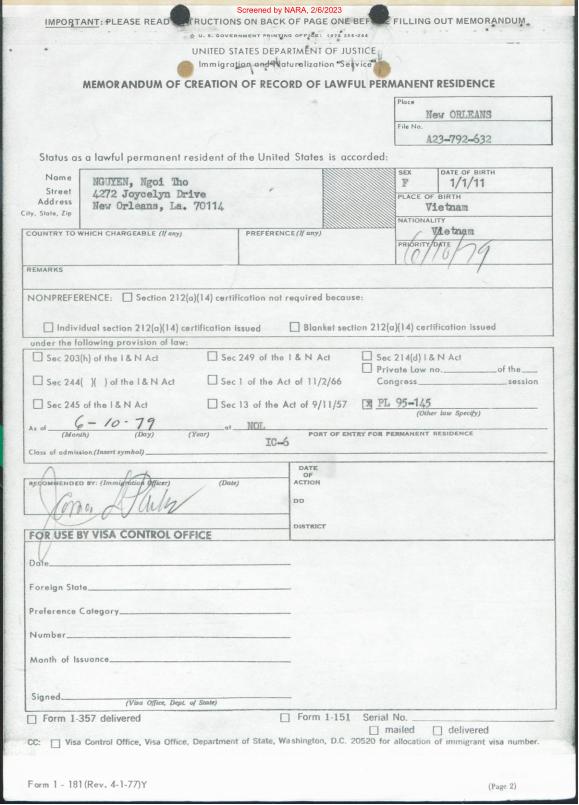 Screened by NARA, 2/6/2023
IMPORTANT: PLEASE READ INSTRUCTIONS ON BACK OF PAGE ONE BEFORE FILLING OUT MEMORANDUM
☆ U. S. GOVERNMENT PRINTING OFFICE:
UNITED STATES DEPARTMENT OF JUSTICE
Immigration and Naturalization Service
MEMORANDUM OF CREATION OF RECORD OF LAWFUL PERMANENT RESIDENCE
Place
New ORLEANS
File No.
A23-792-632
Status as a lawful permanent resident of the United States is accorded:
Name NGUYEN, Ngoi Tho
Street 4272 Joycelyn Drive
Address New Orleans, La. 70114
City, State, Zip
SEX DATE OF BIRTH
F 1/1/11
PLACE OF BIRTH
Vietnam
NATIONALITY
Vietnam
COUNTRY TO WHICH CHARGEABLE (If any) PREFERENCE (If any) PRIORITY DATE
6/10/79
REMARKS
NONPREFERENCE: ☐ Section 212(a)(14) certification not required because:
☐ Individual section 212(a)(14) certification issued ☐ Blanket section 212(a)(14) certification issued
under the following provision of law:
☐ Sec 203(h) of the I & N Act ☐ Sec 249 of the I & N Act ☐ Sec 214(d) I & N Act
☐ Private Law no. of the
☐ Sec 244( )( ) of the I & N Act ☐ Sec 1 of the Act of 11/2/66 Congress session
☐ Sec 245 of the I & N Act ☐ Sec 13 of the Act of 9/11/57 ☒ PL 95-145
(Other law Specify)
As of 6-10-79 at NOL
(Month) (Day) (Year) PORT OF ENTRY FOR PERMANENT RESIDENCE
IC-6
Class of admission (Insert symbol)
RECOMMENDED BY: (Immigration Officer) (Date)
DATE
OF
ACTION
DD
DISTRICT
FOR USE BY VISA CONTROL OFFICE
Date
Foreign State
Preference Category
Number
Month of Issuance
Signed
(Visa Office, Dept. of State)
☐ Form 1-357 delivered ☐ Form 1-151 Serial No.
☐ mailed ☐ delivered
CC: ☐ Visa Control Office, Visa Office, Department of State, Washington, D.C. 20520 for allocation of immigrant visa number.
Form 1 - 181 (Rev. 4-1-77)Y (Page 2)